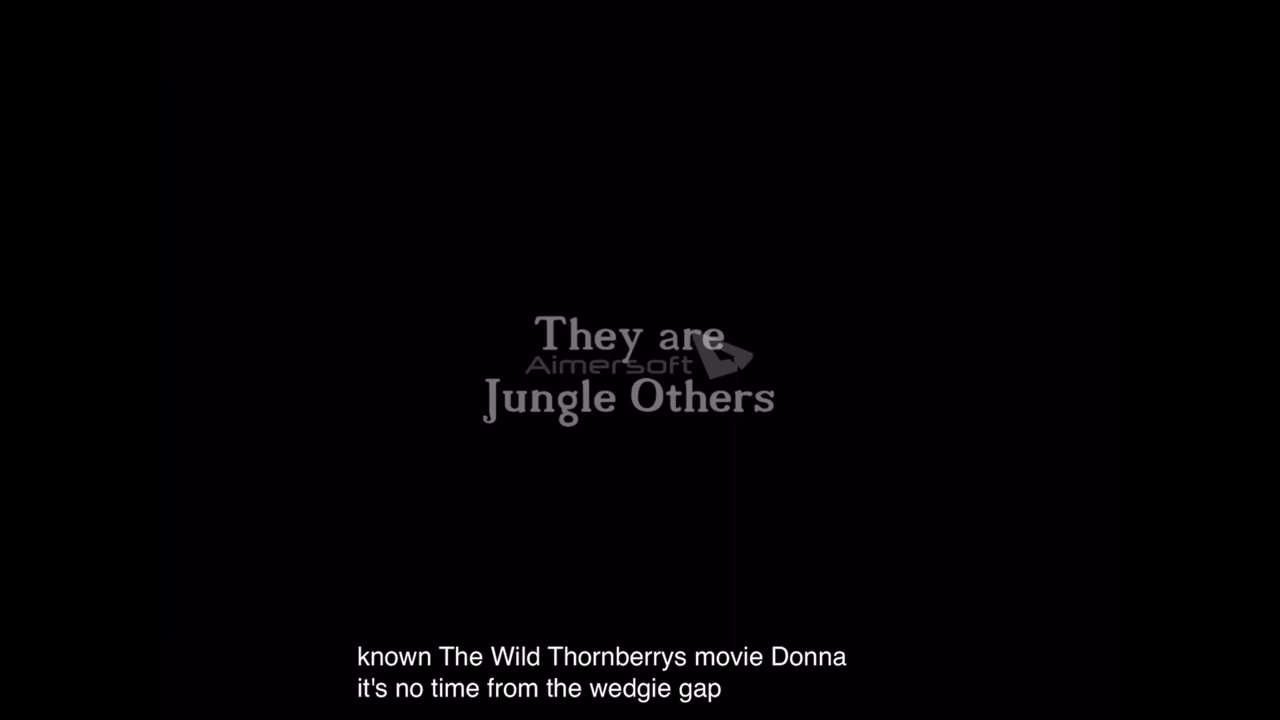 They are
Aimersoft
Jungle Others
known The Wild Thornberrys movie Donna
it's no time from the wedgie gap